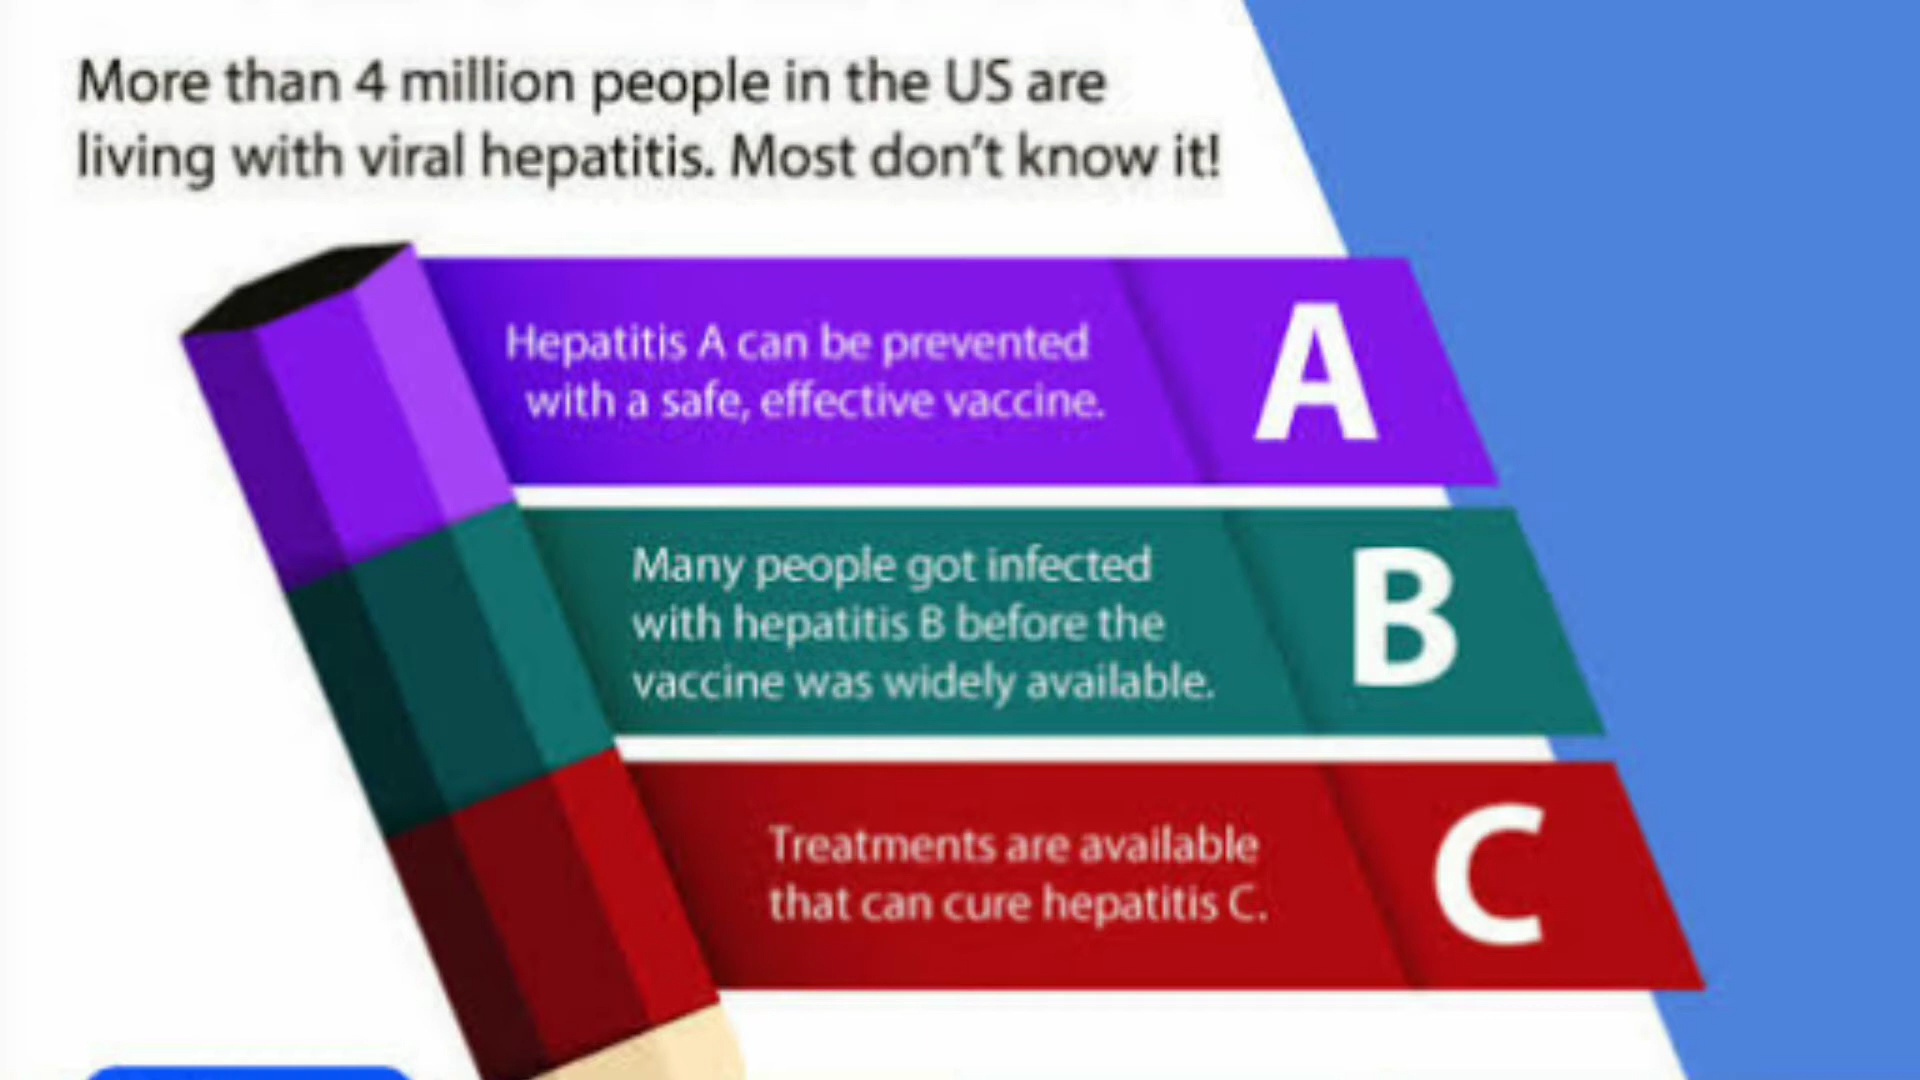 More than 4 million people in the US are
living with viral hepatitis. Most don't know it!
Hepatitis A can be prevented
with a safe, effective vaccine.
A
Many people got infected
with hepatitis B before the
vaccine was widely available.
B
Treatments are available
that can cure hepatitis C.
C